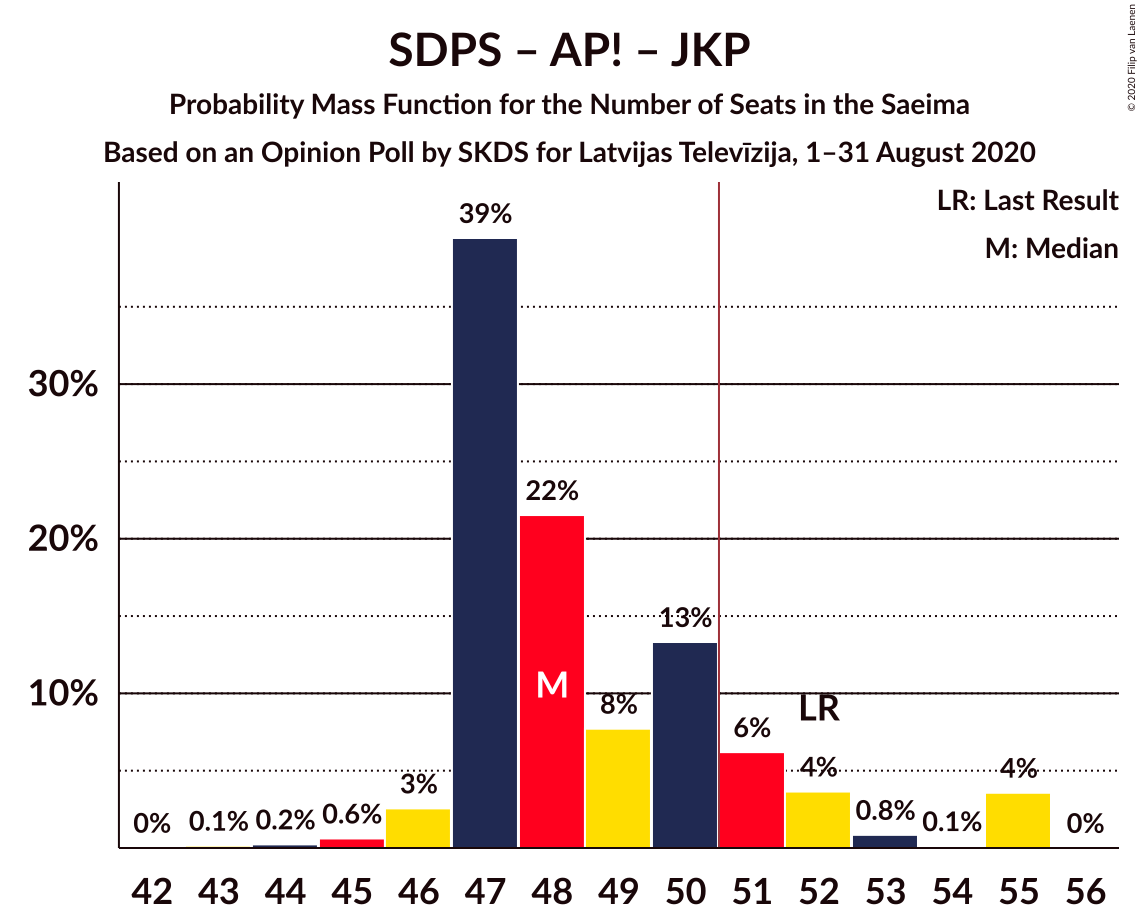 SDPS – AP! – JKP
Probability Mass Function for the Number of Seats in the Saeima
Based on an Opinion Poll by SKDS for Latvijas Televīzija, 1–31 August 2020
© 2020 Filip van Laenen
LR: Last Result
M: Median
39%
30%
22%
20%
13%
10%
M
8%
LR
6%
4%
4%
3%
0%
0.1%
0.2%
0.6%
0.8%
0.1%
0%
42 43 44 45 46 47 48 49 50 51 52 53 54 55 56